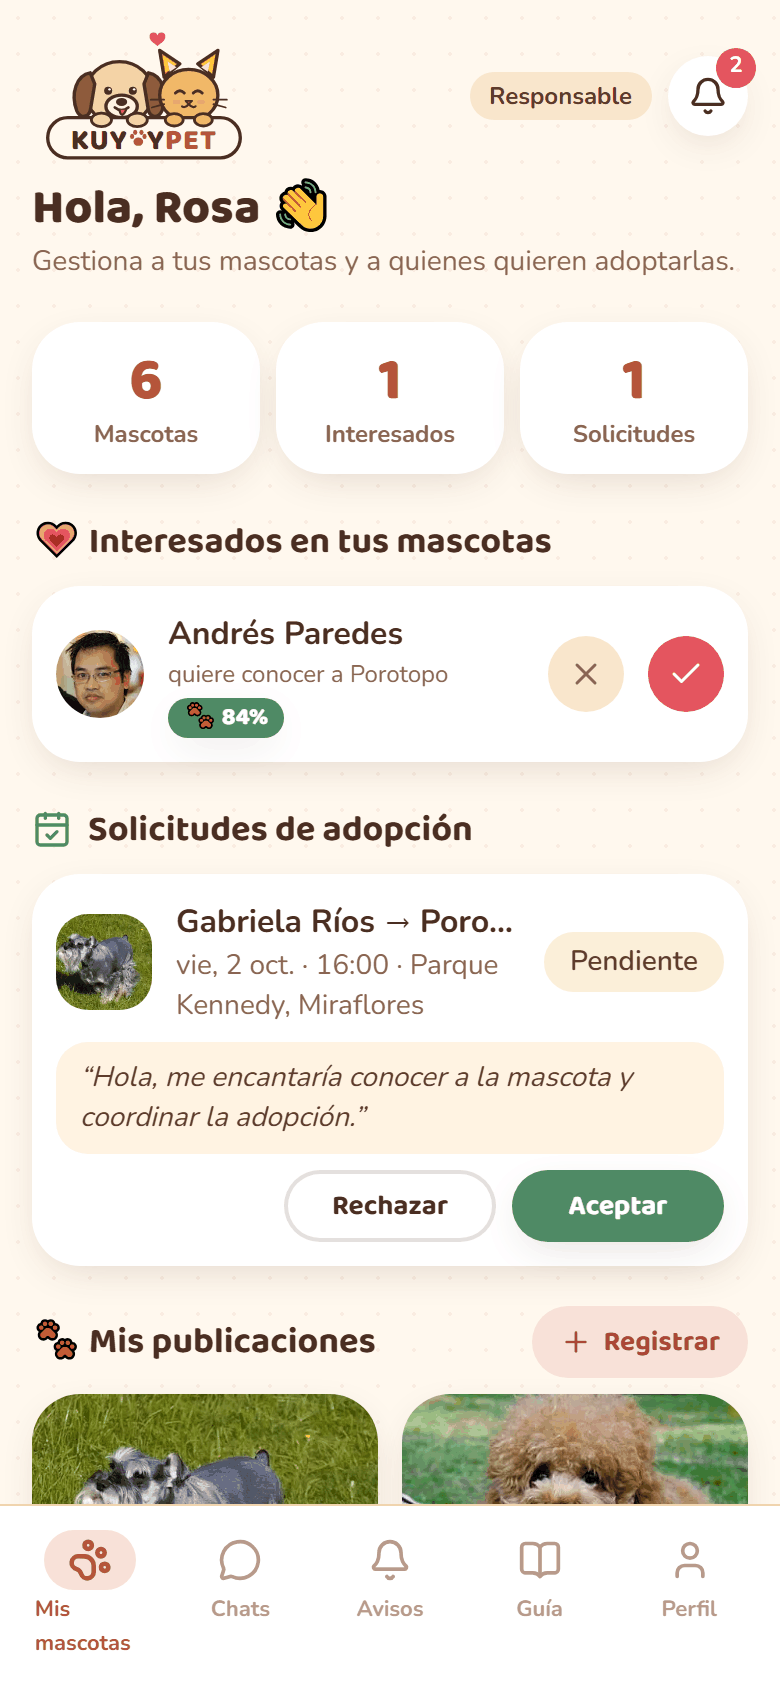 KUY YPET
Responsable
2
Hola, Rosa
Gestiona a tus mascotas y a quienes quieren adoptarlas.
6
Mascotas
1
Interesados
1
Solicitudes
Interesados en tus mascotas
Andrés Paredes
quiere conocer a Porotopo
84%
Solicitudes de adopción
Gabriela Ríos → Poro...
vie, 2 oct. · 16:00 · Parque
Kennedy, Miraflores
Pendiente
“Hola, me encantaría conocer a la mascota y
coordinar la adopción.”
Rechazar
Aceptar
Mis publicaciones
+ Registrar
Mis
mascotas
Chats
Avisos
Guía
Perfil